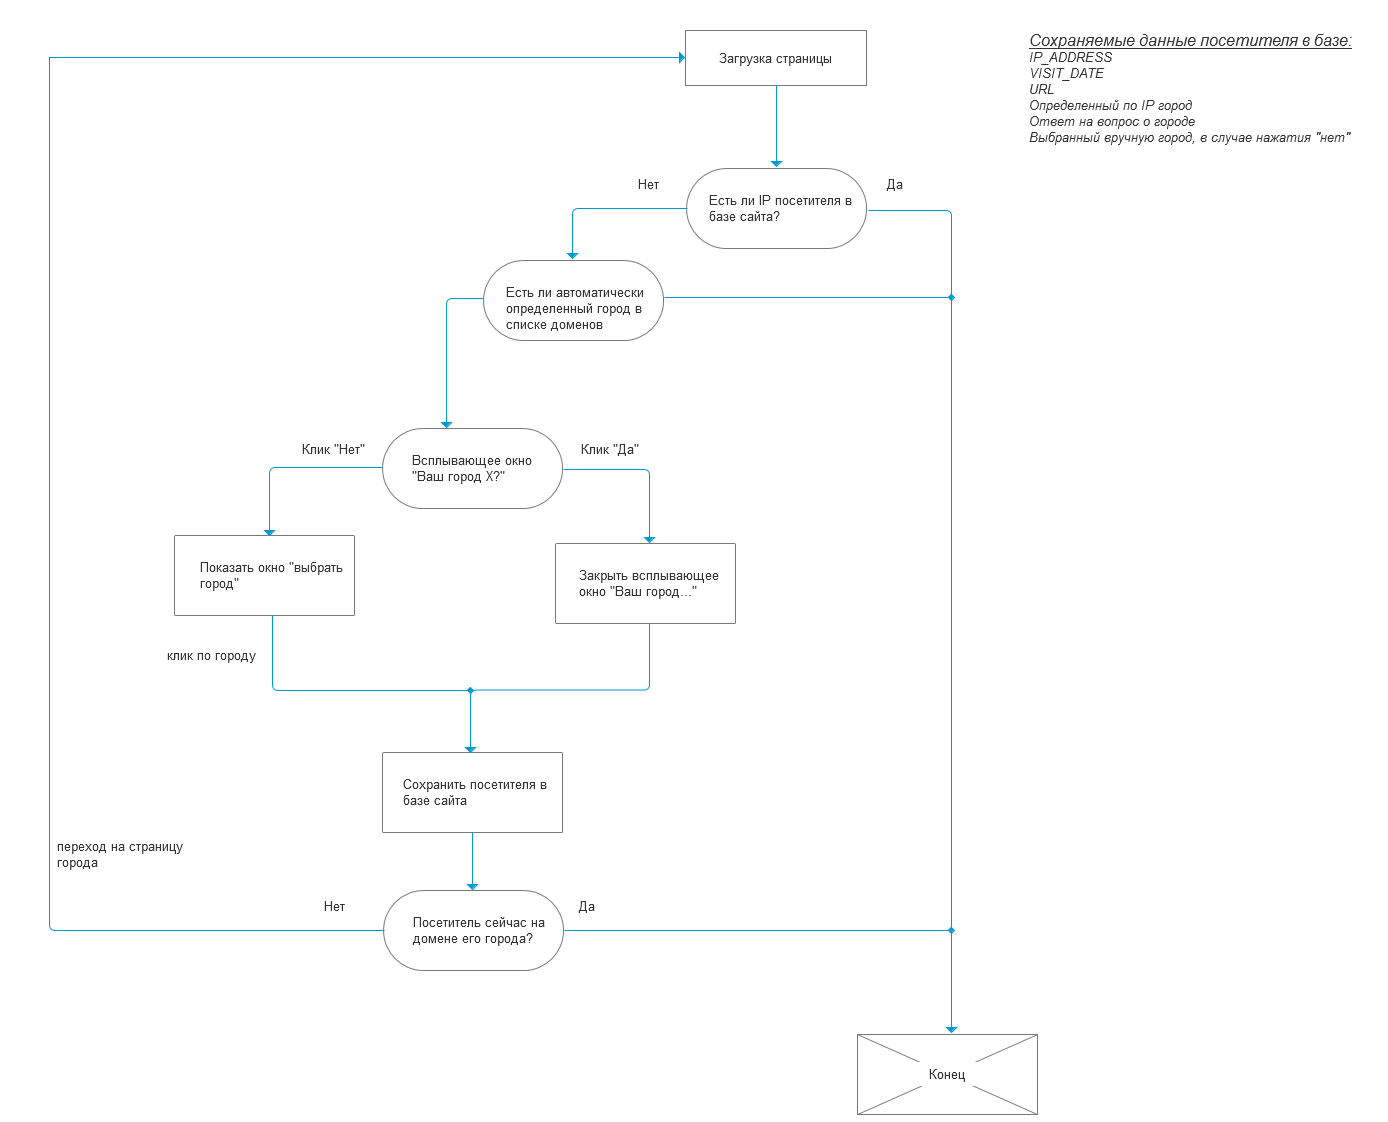 Загрузка страницы
Сохраняемые данные посетителя в базе:
IP_ADDRESS
VISIT_DATE
URL
Определенный по IP город
Ответ на вопрос о городе
Выбранный вручную город, в случае нажатия "нет"
Нет
Да
Есть ли IP посетителя в
базе сайта?
Есть ли автоматически
определенный город в
списке доменов
Клик "Нет"
Клик "Да"
Всплывающее окно
"Ваш город X?"
Показать окно "выбрать
город"
Закрыть всплывающее
окно "Ваш город..."
клик по городу
Сохранить посетителя в
базе сайта
переход на страницу
города
Нет
Да
Посетитель сейчас на
домене его города?
Конец